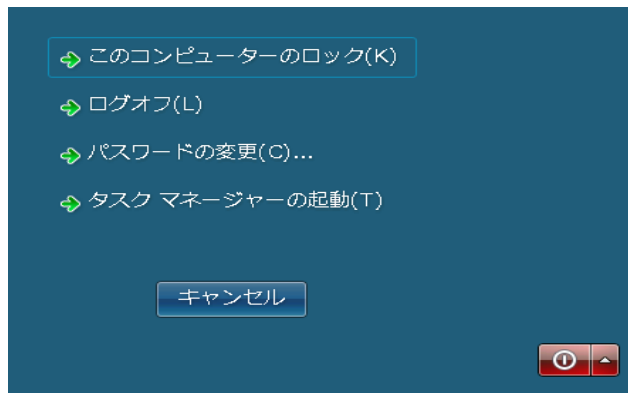 このコンピューターのロック(K)
ログオフ(L)
パスワードの変更(C)...
タスク マネージャーの起動(T)
キャンセル